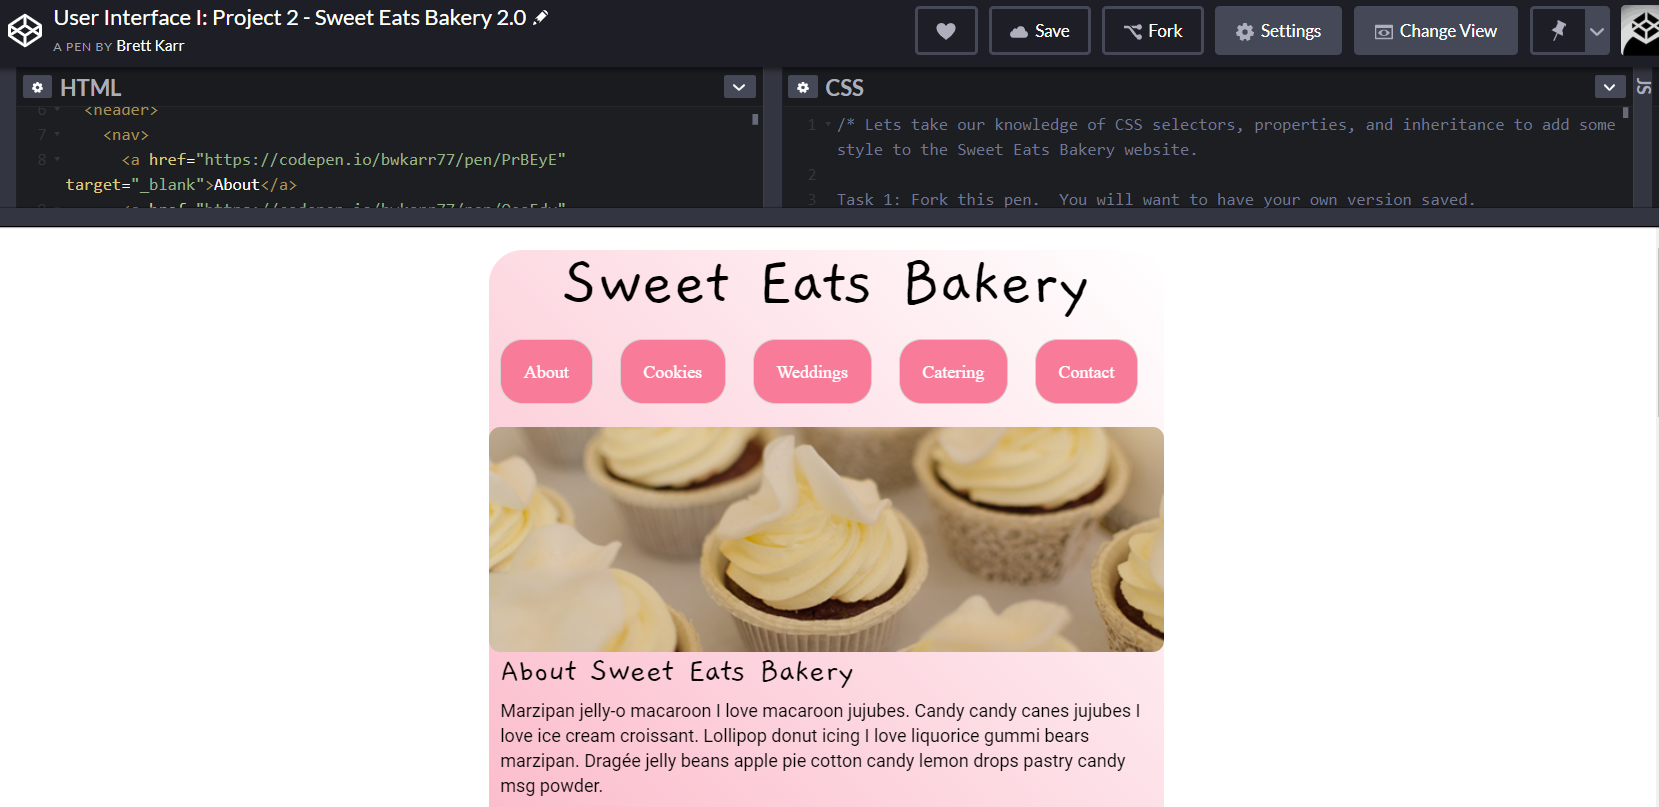 User Interface I: Project 2 - Sweet Eats Bakery 2.0
A PEN BY Brett Karr
Save
Fork
Settings
Change View
HTML
6 <header>
7 <nav>
8 <a href="https://codepen.io/bwkarr77/pen/PrBEyE"
target="_blank">About</a>
CSS
JS
1 /* Lets take our knowledge of CSS selectors, properties, and inheritance to add some
style to the Sweet Eats Bakery website.
2
3 Task 1: Fork this pen.  You will want to have your own version saved.
Sweet Eats Bakery
About
Cookies
Weddings
Catering
Contact
About Sweet Eats Bakery
Marzipan jelly-o macaroon I love macaroon jujubes. Candy candy canes jujubes I
love ice cream croissant. Lollipop donut icing I love liquorice gummi bears
marzipan. Dragée jelly beans apple pie cotton candy lemon drops pastry candy
msg powder.